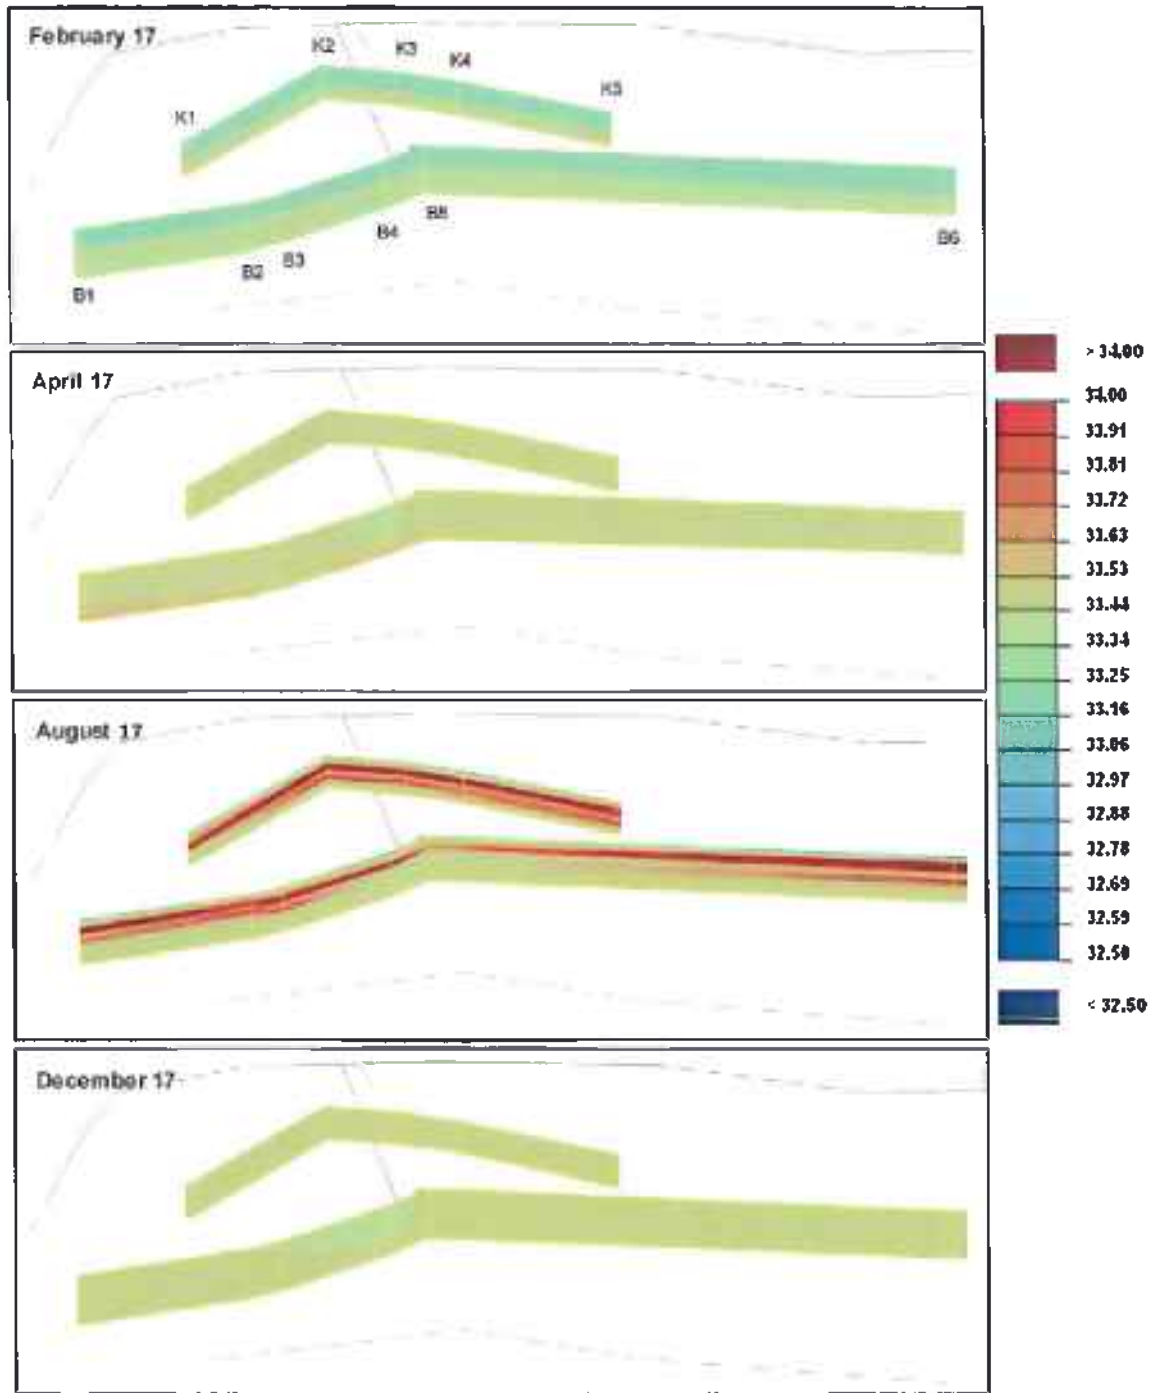 February 17
K2
K3
K4
K5
K1
B5
B4
B6
B3
B2
B1
April 17
> 34.00
34.00
33.91
33.81
33.72
33.63
33.53
33.44
33.34
33.25
33.16
33.06
32.97
32.88
32.78
32.69
32.59
32.50
< 32.50
August 17
December 17